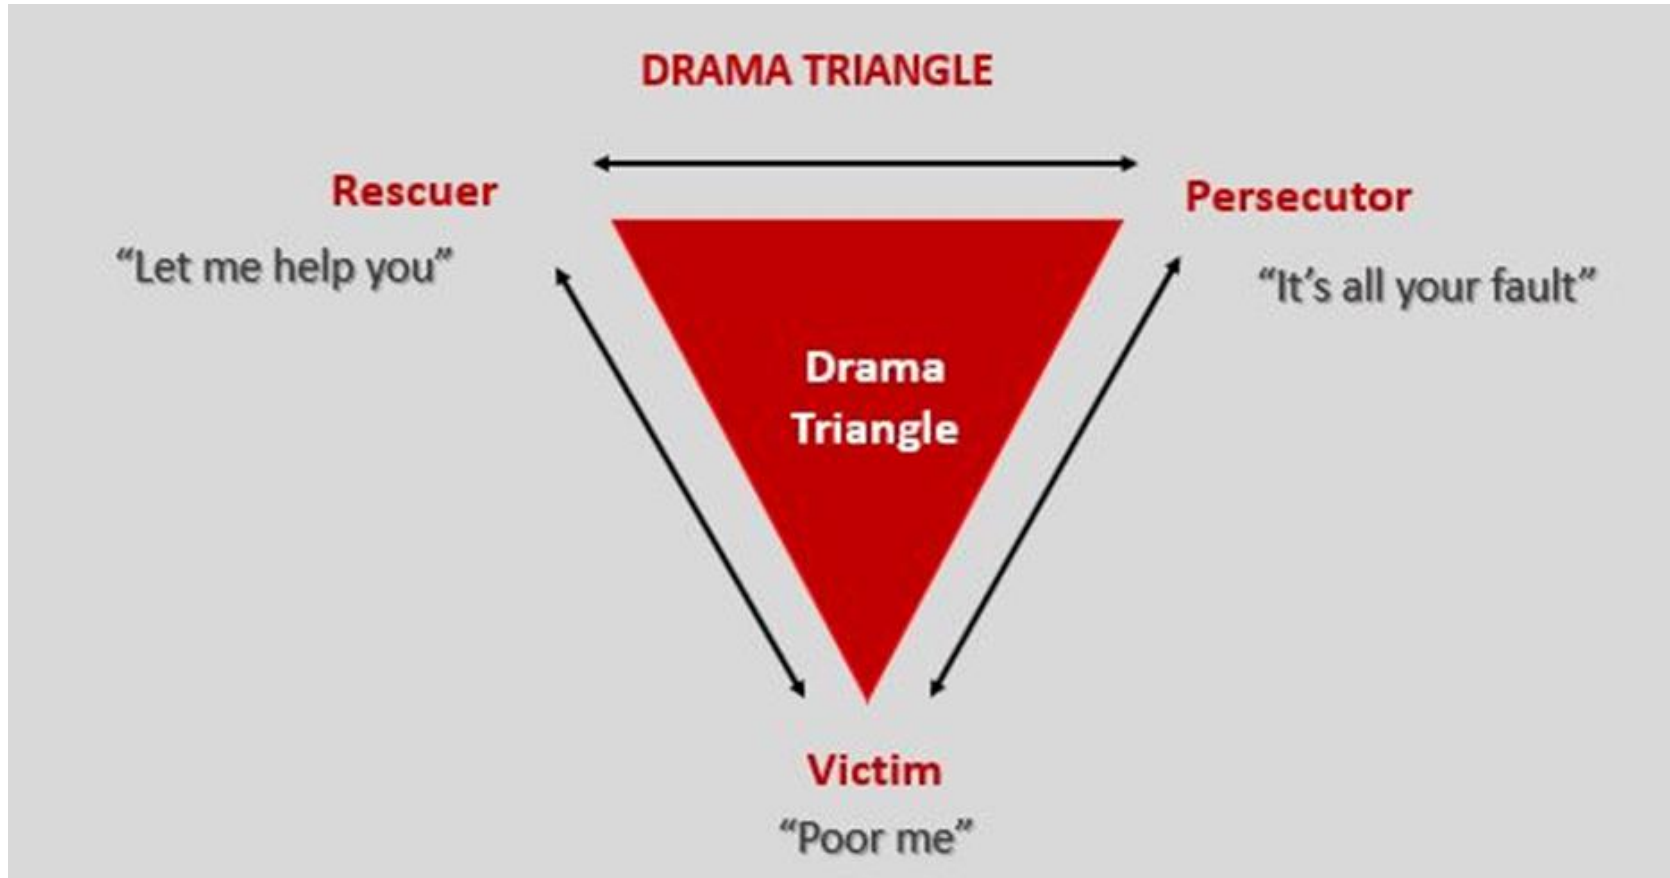 DRAMA TRIANGLE
Rescuer
“Let me help you”
Persecutor
“It’s all your fault”
Drama
Triangle
Victim
“Poor me”